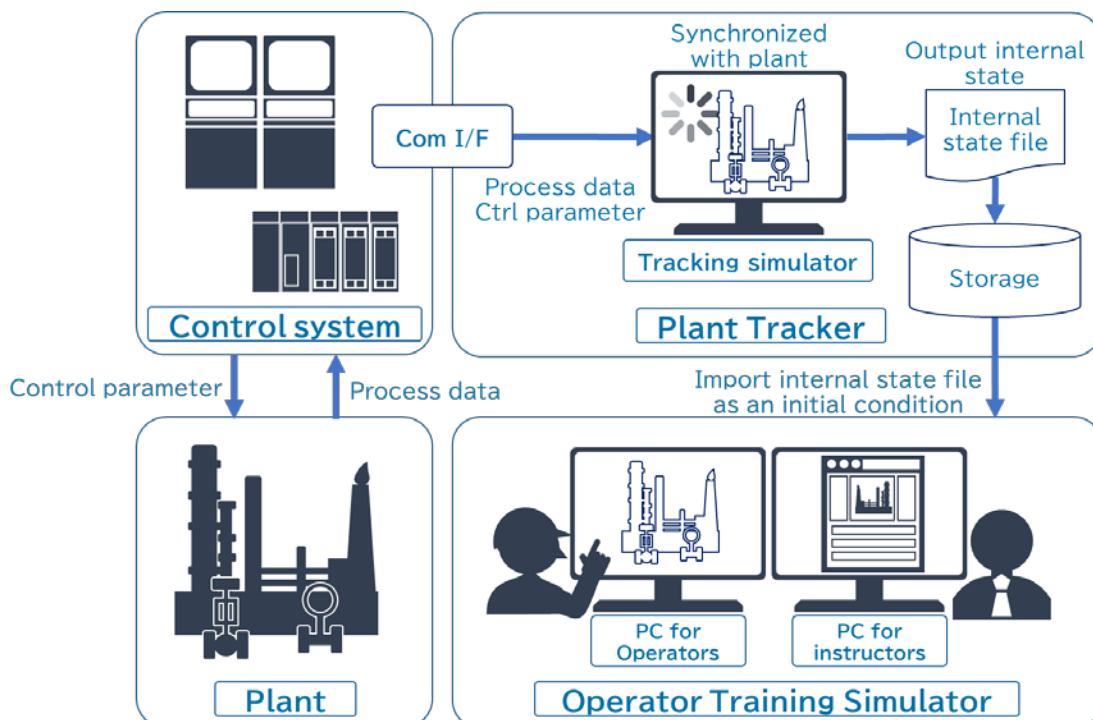 Synchronized
with plant
Output internal
state
Com I/F
Internal
state file
Process data
Ctrl parameter
Tracking simulator
Storage
Control system
Plant Tracker
Control parameter
Process data
Import internal state file
as an initial condition
PC for
Operators
PC for
instructors
Plant
Operator Training Simulator